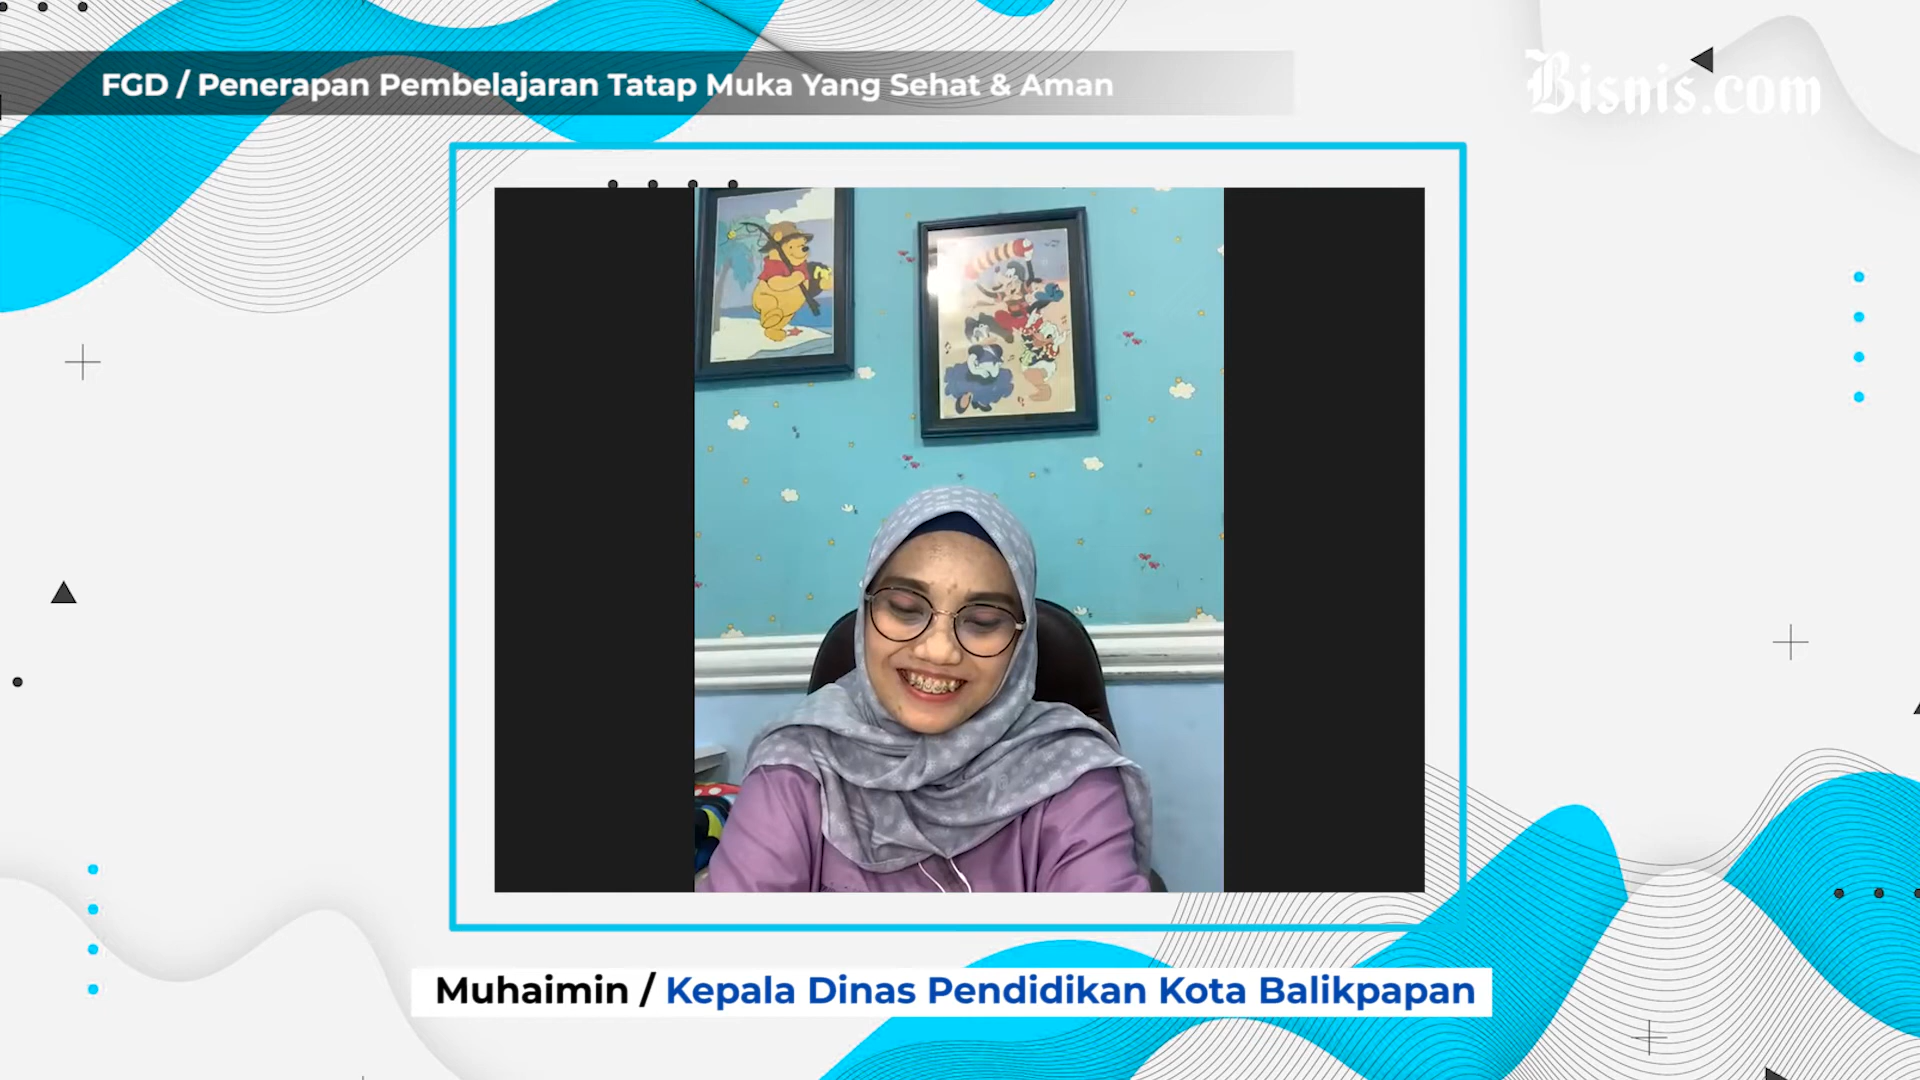 FGD / Penerapan Pembelajaran Tatap Muka Yang Sehat & Aman
Bisnis.com
Muhaimin / Kepala Dinas Pendidikan Kota Balikpapan